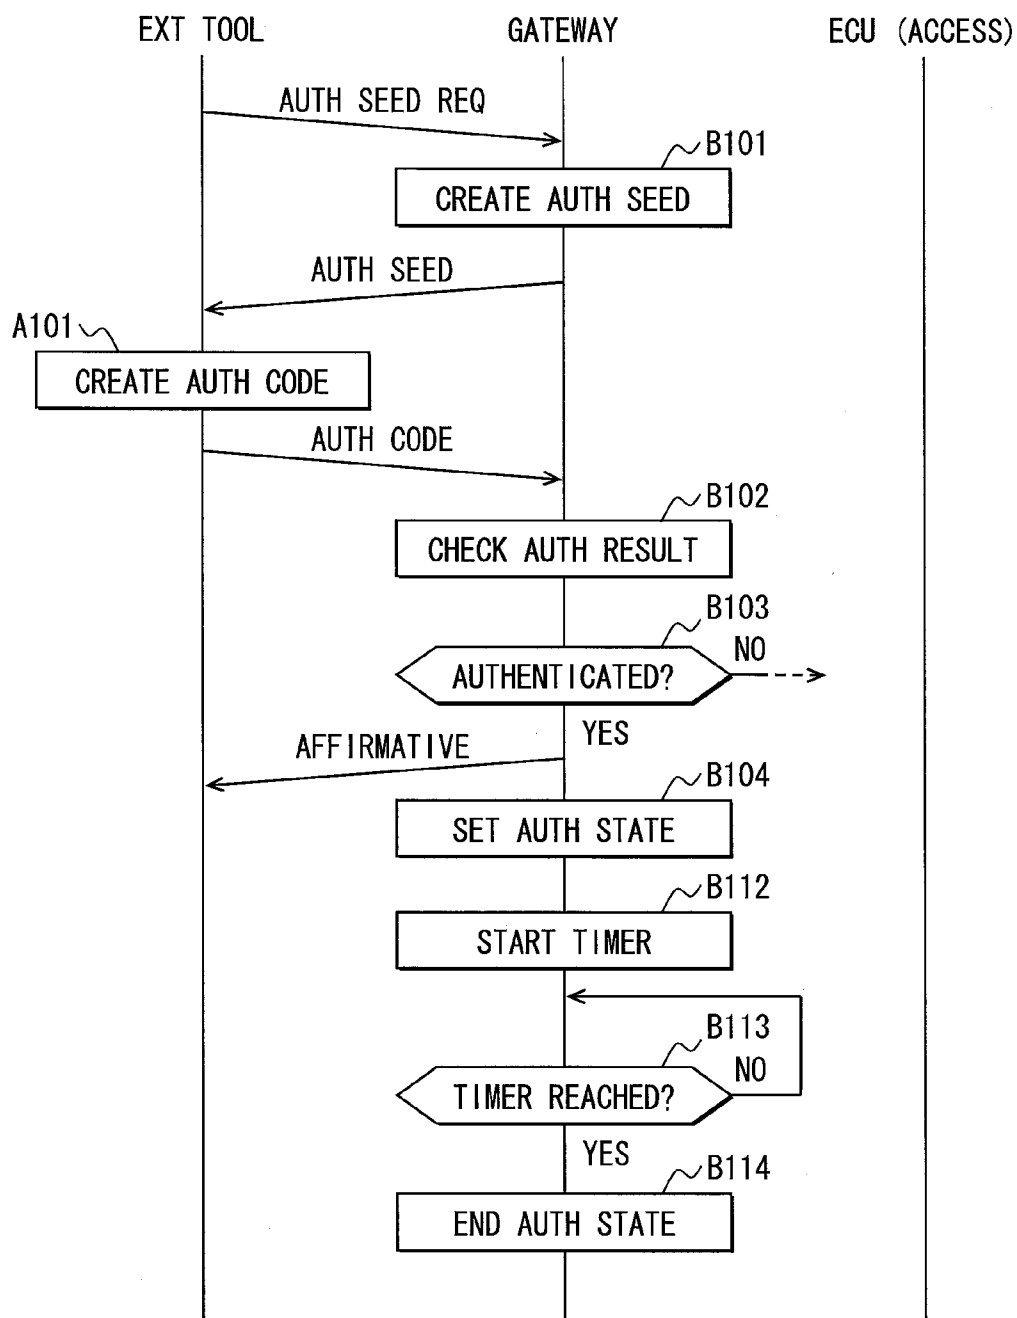 EXT TOOL
GATEWAY
ECU (ACCESS)
AUTH SEED REQ
B101
CREATE AUTH SEED
AUTH SEED
A101
CREATE AUTH CODE
AUTH CODE
B102
CHECK AUTH RESULT
B103
NO
AUTHENTICATED?
YES
AFFIRMATIVE
B104
SET AUTH STATE
B112
START TIMER
B113
NO
TIMER REACHED?
YES
B114
END AUTH STATE